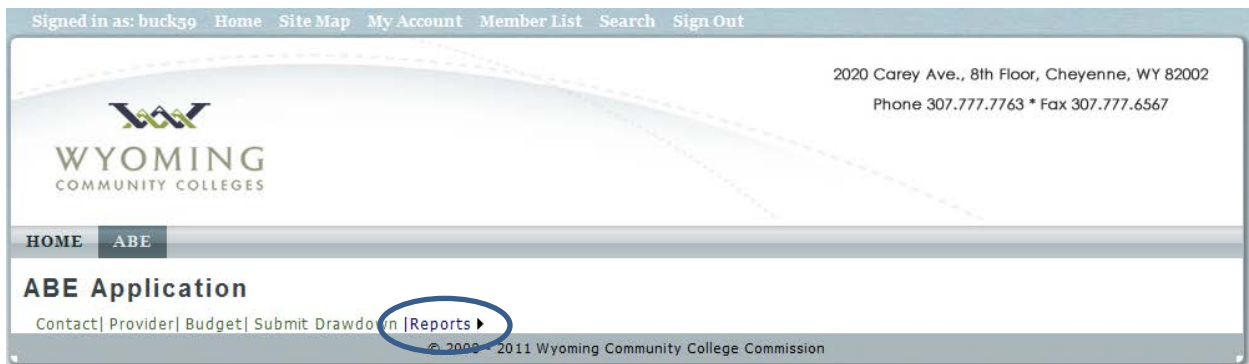 Signed in as: buck59 Home Site Map My Account Member List Search Sign Out
2020 Carey Ave., 8th Floor, Cheyenne, WY 82002
Phone 307.777.7763 * Fax 307.777.6567
WYOMING
COMMUNITY COLLEGES
HOME ABE
ABE Application
Contact| Provider| Budget| Submit Drawdown |Reports
© 2008 - 2011 Wyoming Community College Commission